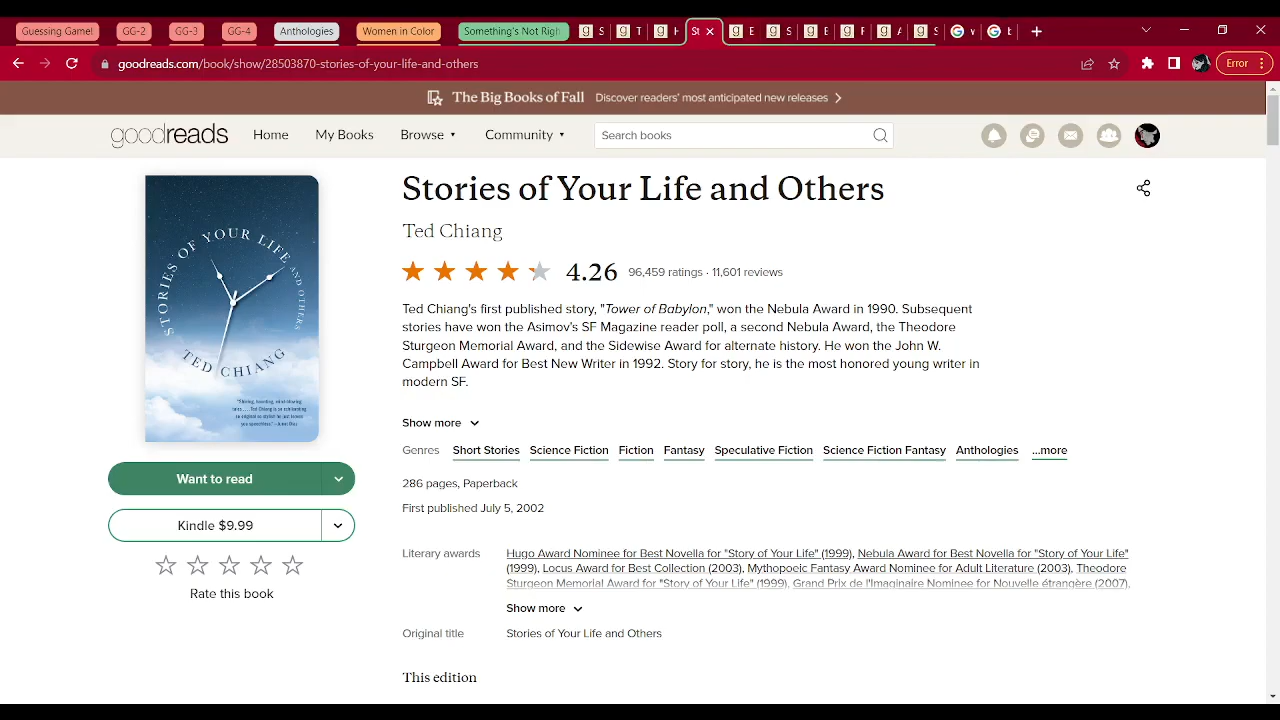 Guessing Game! GG-2 GG-3 GG-4 Anthologies Women in Color Something's Not Righ
goodreads.com/book/show/28503870-stories-of-your-life-and-others
Error
The Big Books of Fall Discover readers' most anticipated new releases
goodreads Home My Books Browse Community Search books
STORIES OF YOUR LIFE AND OTHERS
TED CHIANG
Stories of Your Life and Others
Ted Chiang
4.26 96,459 ratings · 11,601 reviews
Ted Chiang's first published story, "Tower of Babylon," won the Nebula Award in 1990. Subsequent
stories have won the Asimov's SF Magazine reader poll, a second Nebula Award, the Theodore
Sturgeon Memorial Award, and the Sidewise Award for alternate history. He won the John W.
Campbell Award for Best New Writer in 1992. Story for story, he is the most honored young writer in
modern SF.
Show more
Genres Short Stories Science Fiction Fiction Fantasy Speculative Fiction Science Fiction Fantasy Anthologies ...more
Want to read
286 pages, Paperback
First published July 5, 2002
Kindle $9.99
Rate this book
Literary awards Hugo Award Nominee for Best Novella for "Story of Your Life" (1999), Nebula Award for Best Novella for "Story of Your Life"
(1999), Locus Award for Best Collection (2003), Mythopoeic Fantasy Award Nominee for Adult Literature (2003), Theodore
Sturgeon Memorial Award for "Story of Your Life" (1999), Grand Prix de l'Imaginaire Nominee for Nouvelle étrangère (2007),
Show more
Original title Stories of Your Life and Others
This edition